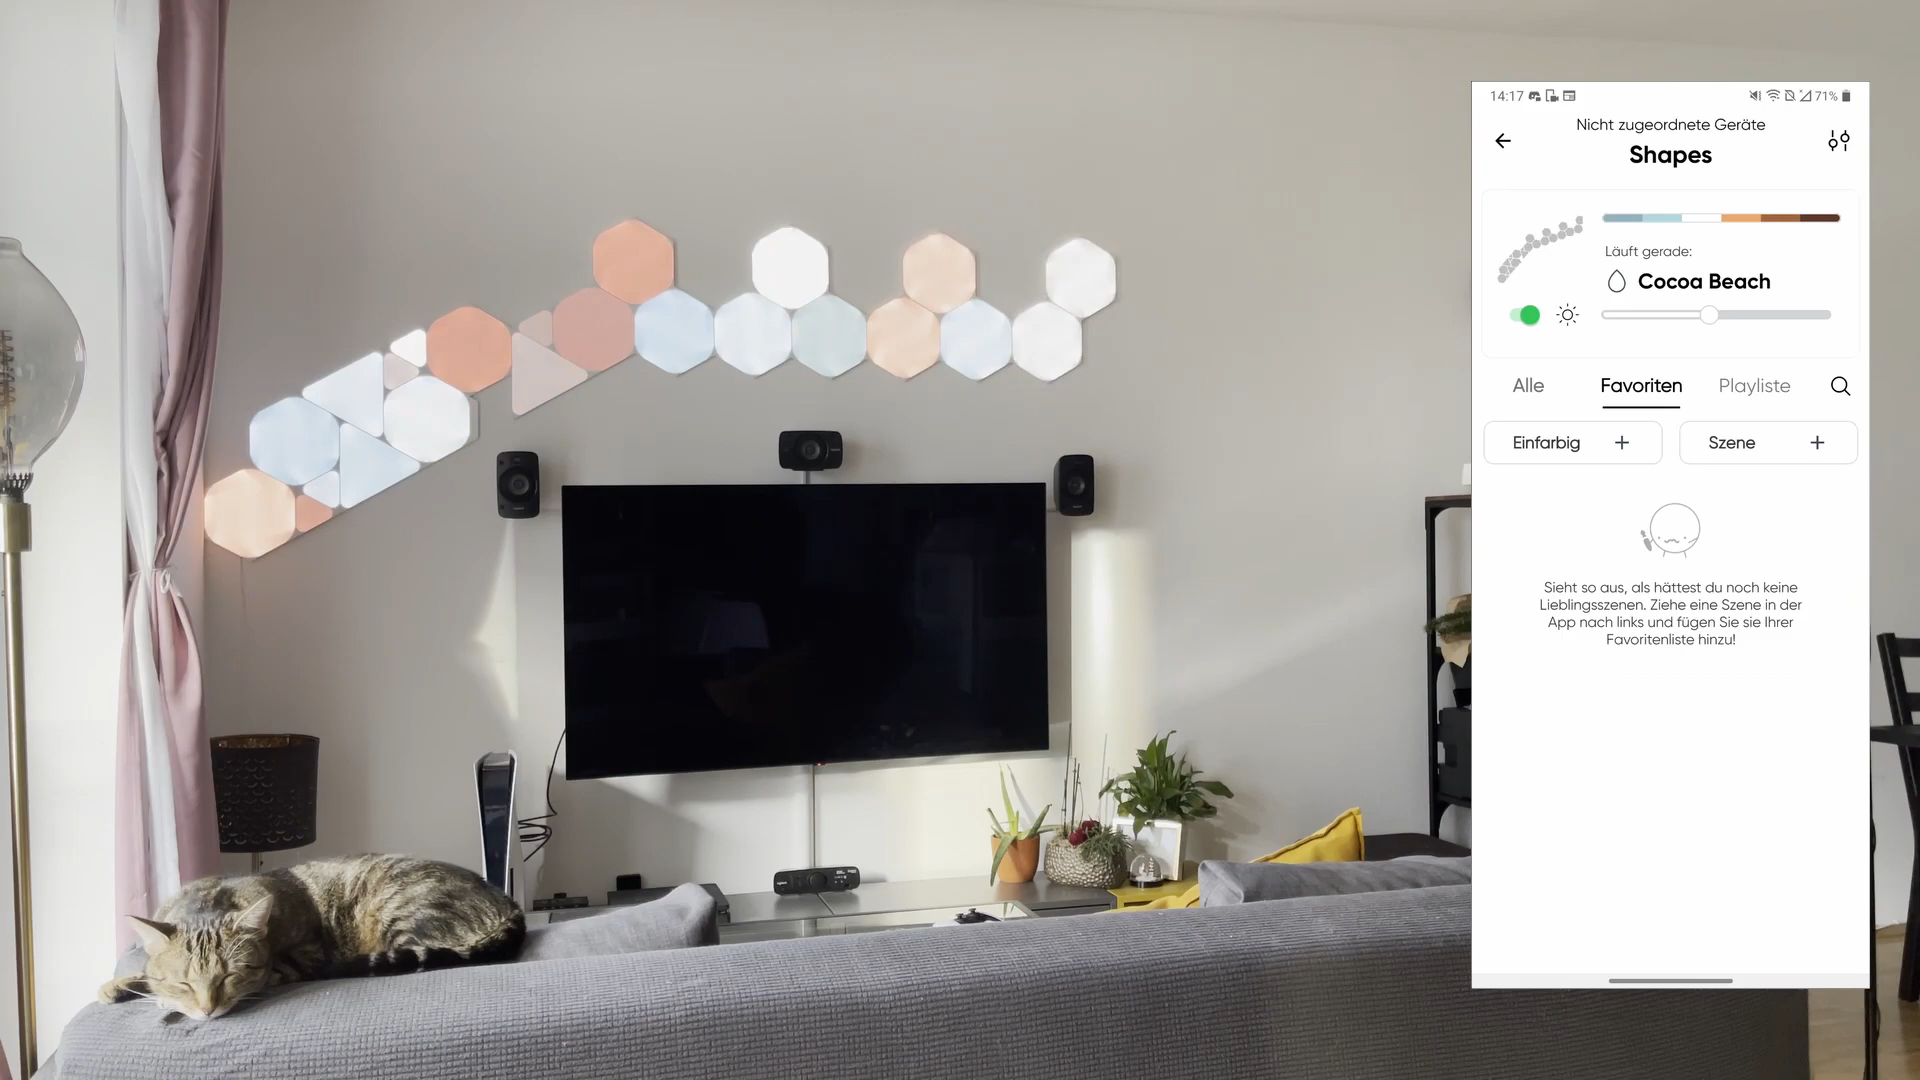 14:17
71%
Nicht zugeordnete Geräte
Shapes
Läuft gerade:
Cocoa Beach
Alle
Favoriten
Playliste
Einfarbig +
Szene +
Sieht so aus, als hättest du noch keine
Lieblingsszenen. Ziehe eine Szene in der
App nach links und fügen Sie sie Ihrer
Favoritenliste hinzu!